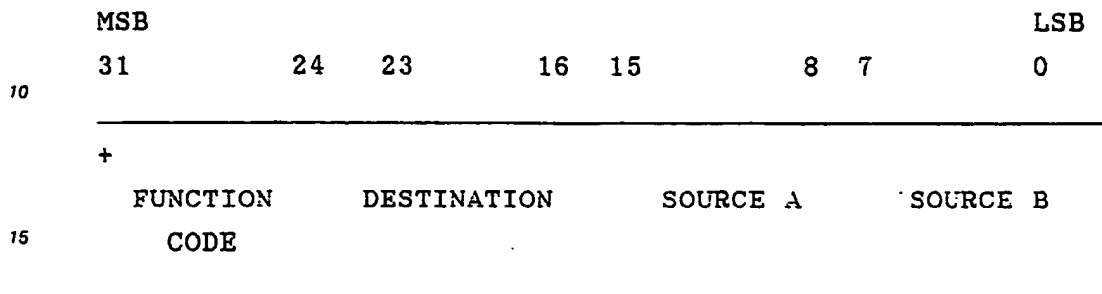 MSB LSB
31 24 23 16 15 8 7 0
10
+
FUNCTION DESTINATION SOURCE A SOURCE B
15 CODE